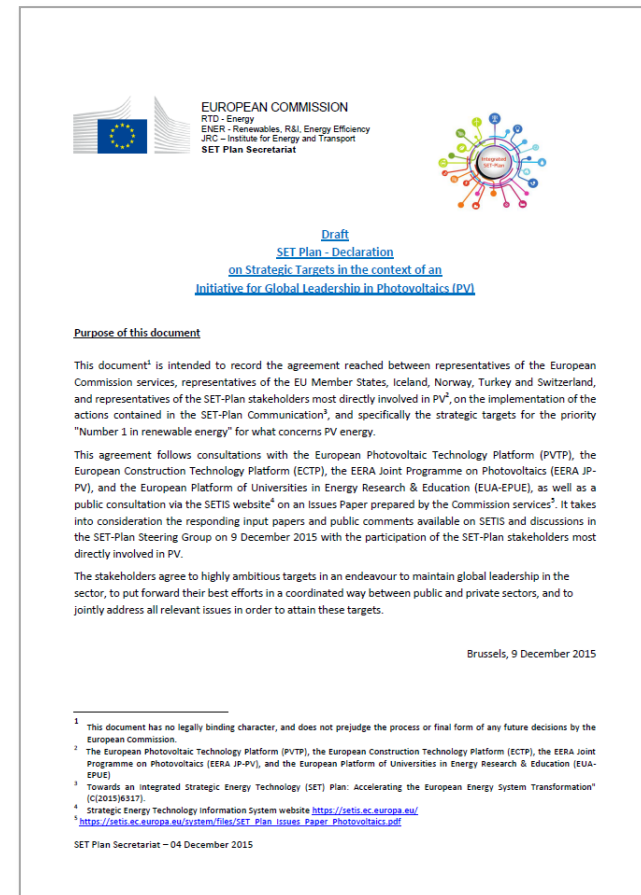 EUROPEAN COMMISSION
RTD - Energy
ENER - Renewables, R&I, Energy Efficiency
JRC – Institute for Energy and Transport
SET Plan Secretariat
Integrated
SET-Plan
Draft
SET Plan - Declaration
on Strategic Targets in the context of an
Initiative for Global Leadership in Photovoltaics (PV)
Purpose of this document
This document¹ is intended to record the agreement reached between representatives of the European
Commission services, representatives of the EU Member States, Iceland, Norway, Turkey and Switzerland,
and representatives of the SET-Plan stakeholders most directly involved in PV², on the implementation of the
actions contained in the SET-Plan Communication³, and specifically the strategic targets for the priority
"Number 1 in renewable energy" for what concerns PV energy.
This agreement follows consultations with the European Photovoltaic Technology Platform (PVTP), the
European Construction Technology Platform (ECTP), the EERA Joint Programme on Photovoltaics (EERA JP-
PV), and the European Platform of Universities in Energy Research & Education (EUA-EPUE), as well as a
public consultation via the SETIS website⁴ on an Issues Paper prepared by the Commission services⁵. It takes
into consideration the responding input papers and public comments available on SETIS and discussions in
the SET-Plan Steering Group on 9 December 2015 with the participation of the SET-Plan stakeholders most
directly involved in PV.
The stakeholders agree to highly ambitious targets in an endeavour to maintain global leadership in the
sector, to put forward their best efforts in a coordinated way between public and private sectors, and to
jointly address all relevant issues in order to attain these targets.
Brussels, 9 December 2015
1 This document has no legally binding character, and does not prejudge the process or final form of any future decisions by the
European Commission.
2 The European Photovoltaic Technology Platform (PVTP), the European Construction Technology Platform (ECTP), the EERA Joint
Programme on Photovoltaics (EERA JP-PV), and the European Platform of Universities in Energy Research & Education (EUA-
EPUE)
3 Towards an Integrated Strategic Energy Technology (SET) Plan: Accelerating the European Energy System Transformation"
(C(2015)6317).
4 Strategic Energy Technology Information System website https://setis.ec.europa.eu/
5 https://setis.ec.europa.eu/system/files/SET_Plan_Issues_Paper_Photovoltaics.pdf
SET Plan Secretariat – 04 December 2015